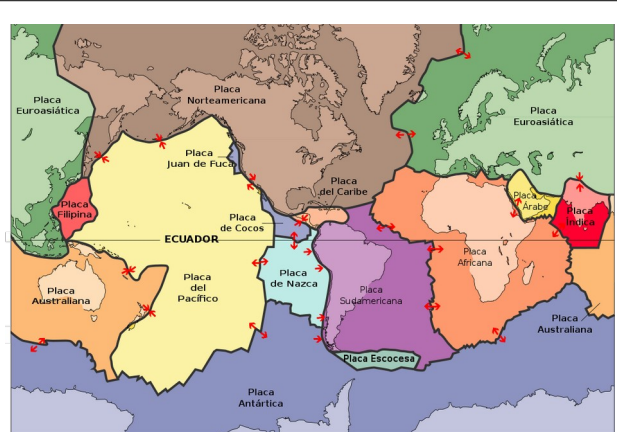 Placa
Euroasiática
Placa
Norteamericana
Placa
Euroasiática
Placa
Juan de Fuca
Placa
del Caribe
Placa
Filipina
Placa
de Cocos
Placa
Árabe
Placa
Índica
ECUADOR
Placa
Australiana
Placa
del
Pacífico
Placa
de Nazca
Placa
Sudamericana
Placa
Africana
Placa
Australiana
Placa Escocesa
Placa
Antártica